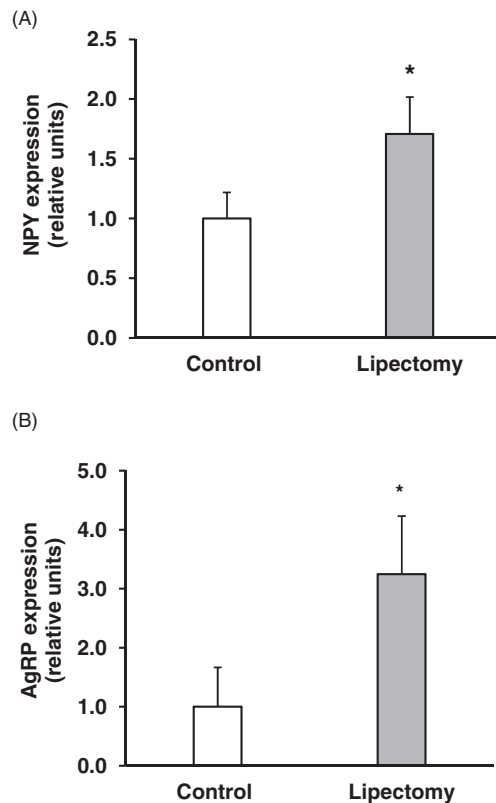 (A)
NPY expression
(relative units)
2.5
2.0
1.5
1.0
0.5
0.0
*
Control Lipectomy
(B)
AgRP expression
(relative units)
5.0
4.0
3.0
2.0
1.0
0.0
*
Control Lipectomy